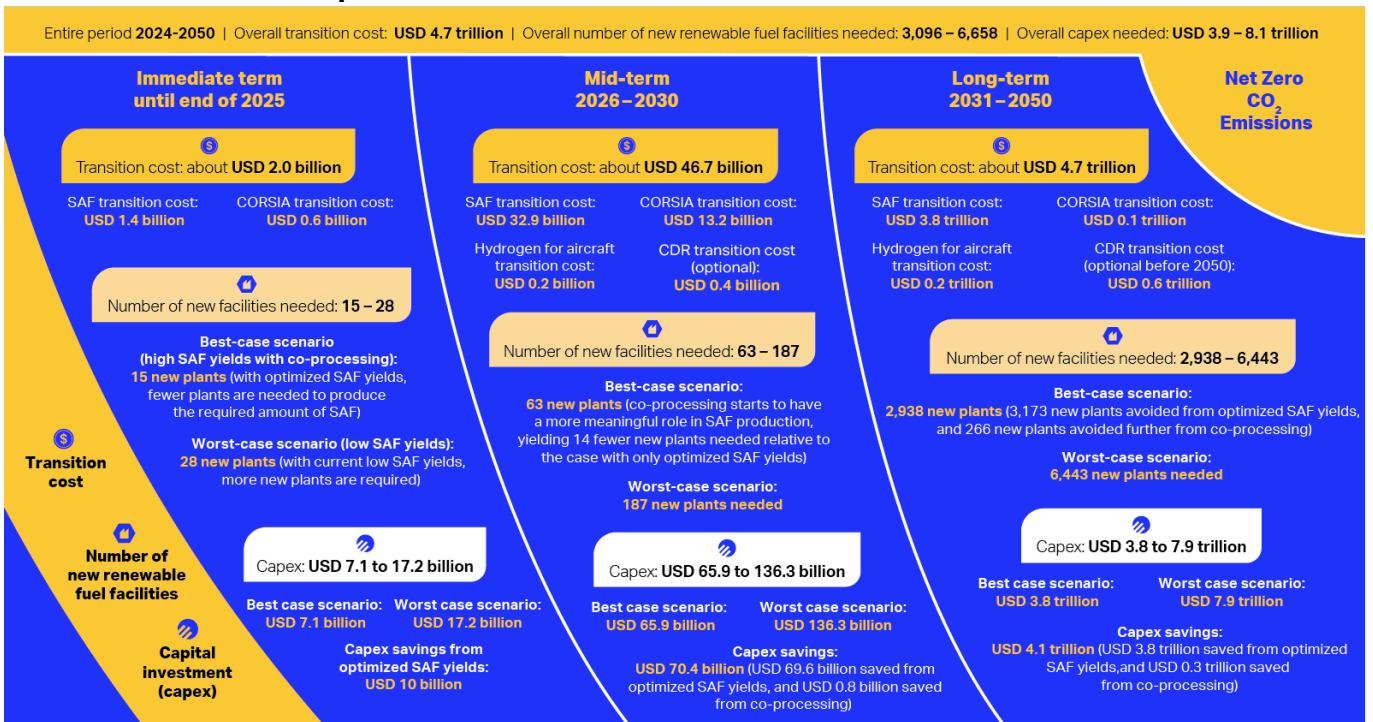 Entire period 2024-2050 | Overall transition cost: USD 4.7 trillion | Overall number of new renewable fuel facilities needed: 3,096 – 6,658 | Overall capex needed: USD 3.9 – 8.1 trillion
Immediate term
until end of 2025
Transition cost: about USD 2.0 billion
SAF transition cost:
USD 1.4 billion
CORSIA transition cost:
USD 0.6 billion
Number of new facilities needed: 15 – 28
Best-case scenario
(high SAF yields with co-processing):
15 new plants (with optimized SAF yields,
fewer plants are needed to produce
the required amount of SAF)
Worst-case scenario (low SAF yields):
28 new plants (with current low SAF yields,
more new plants are required)
Capex: USD 7.1 to 17.2 billion
Best case scenario:
USD 7.1 billion
Worst case scenario:
USD 17.2 billion
Capex savings from
optimized SAF yields:
USD 10 billion
Mid-term
2026 – 2030
Transition cost: about USD 46.7 billion
SAF transition cost:
USD 32.9 billion
CORSIA transition cost:
USD 13.2 billion
Hydrogen for aircraft
transition cost:
USD 0.2 billion
CDR transition cost
(optional):
USD 0.4 billion
Number of new facilities needed: 63 – 187
Best-case scenario:
63 new plants (co-processing starts to have
a more meaningful role in SAF production,
yielding 14 fewer new plants needed relative to
the case with only optimized SAF yields)
Worst-case scenario:
187 new plants needed
Capex: USD 65.9 to 136.3 billion
Best case scenario:
USD 65.9 billion
Worst case scenario:
USD 136.3 billion
Capex savings:
USD 70.4 billion (USD 69.6 billion saved from
optimized SAF yields, and USD 0.8 billion saved
from co-processing)
Long-term
2031 – 2050
Transition cost: about USD 4.7 trillion
SAF transition cost:
USD 3.8 trillion
CORSIA transition cost:
USD 0.1 trillion
Hydrogen for aircraft
transition cost:
USD 0.2 trillion
CDR transition cost
(optional before 2050):
USD 0.6 trillion
Number of new facilities needed: 2,938 – 6,443
Best-case scenario:
2,938 new plants (3,173 new plants avoided from optimized SAF yields,
and 266 new plants avoided further from co-processing)
Worst-case scenario:
6,443 new plants needed
Capex: USD 3.8 to 7.9 trillion
Best case scenario:
USD 3.8 trillion
Worst case scenario:
USD 7.9 trillion
Capex savings:
USD 4.1 trillion (USD 3.8 trillion saved from optimized
SAF yields,and USD 0.3 trillion saved
from co-processing)
Net Zero
CO2
Emissions
Transition
cost
Number of
new renewable
fuel facilities
Capital
investment
(capex)